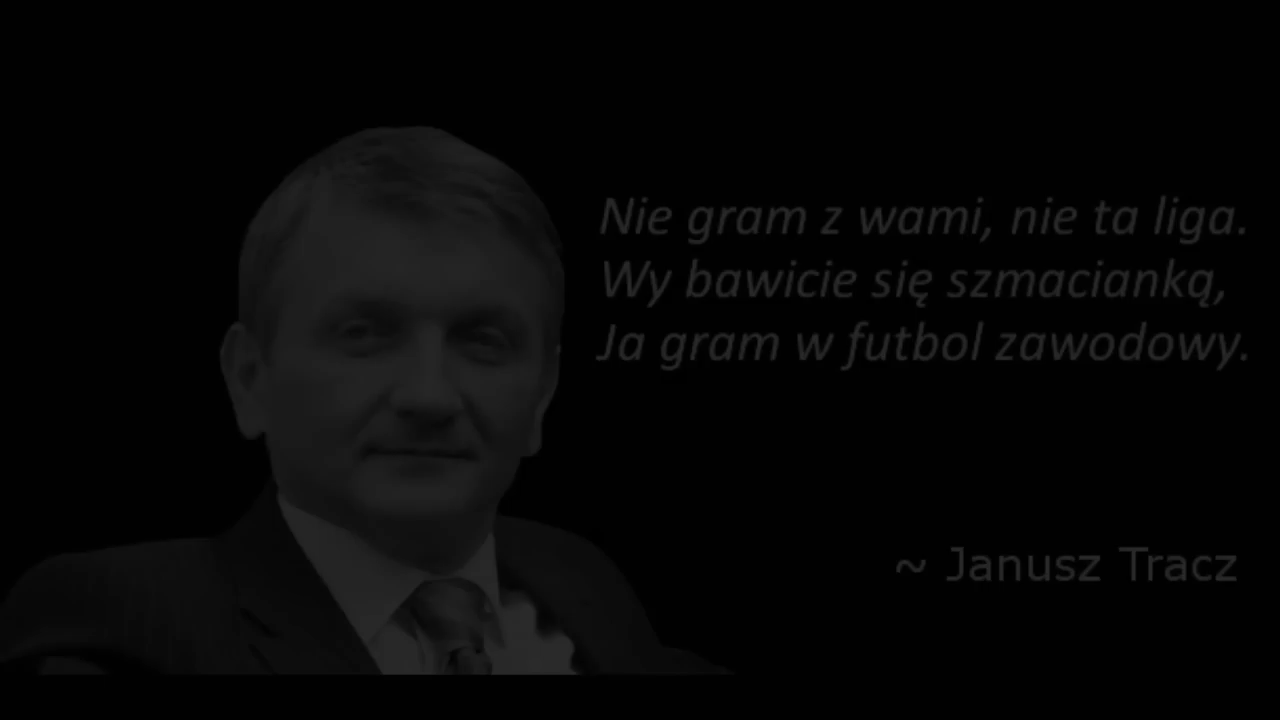 Nie gram z wami, nie ta liga.
Wy bawicie się szmacianką,
Ja gram w futbol zawodowy.
~ Janusz Tracz